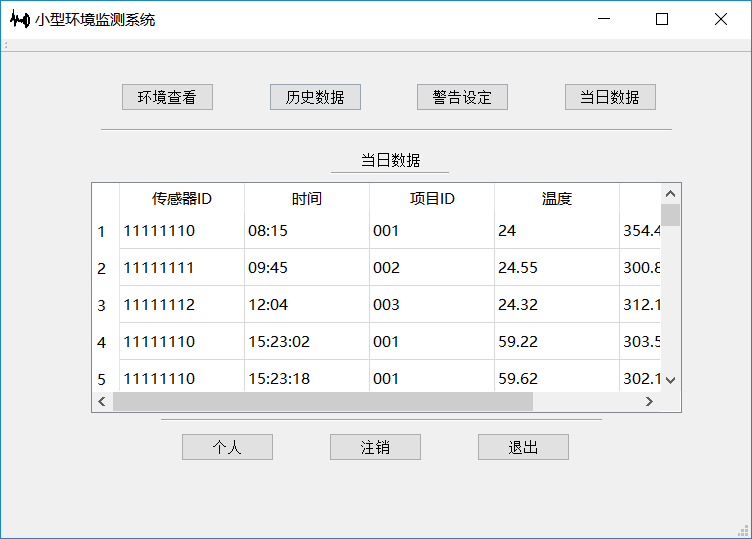 小型环境监测系统
环境查看 历史数据 警告设定 当日数据
当日数据
传感器ID 时间 项目ID 温度
1 11111110 08:15 001 24 354.4
2 11111111 09:45 002 24.55 300.8
3 11111112 12:04 003 24.32 312.1
4 11111110 15:23:02 001 59.22 303.5
5 11111110 15:23:18 001 59.62 302.1
个人 注销 退出